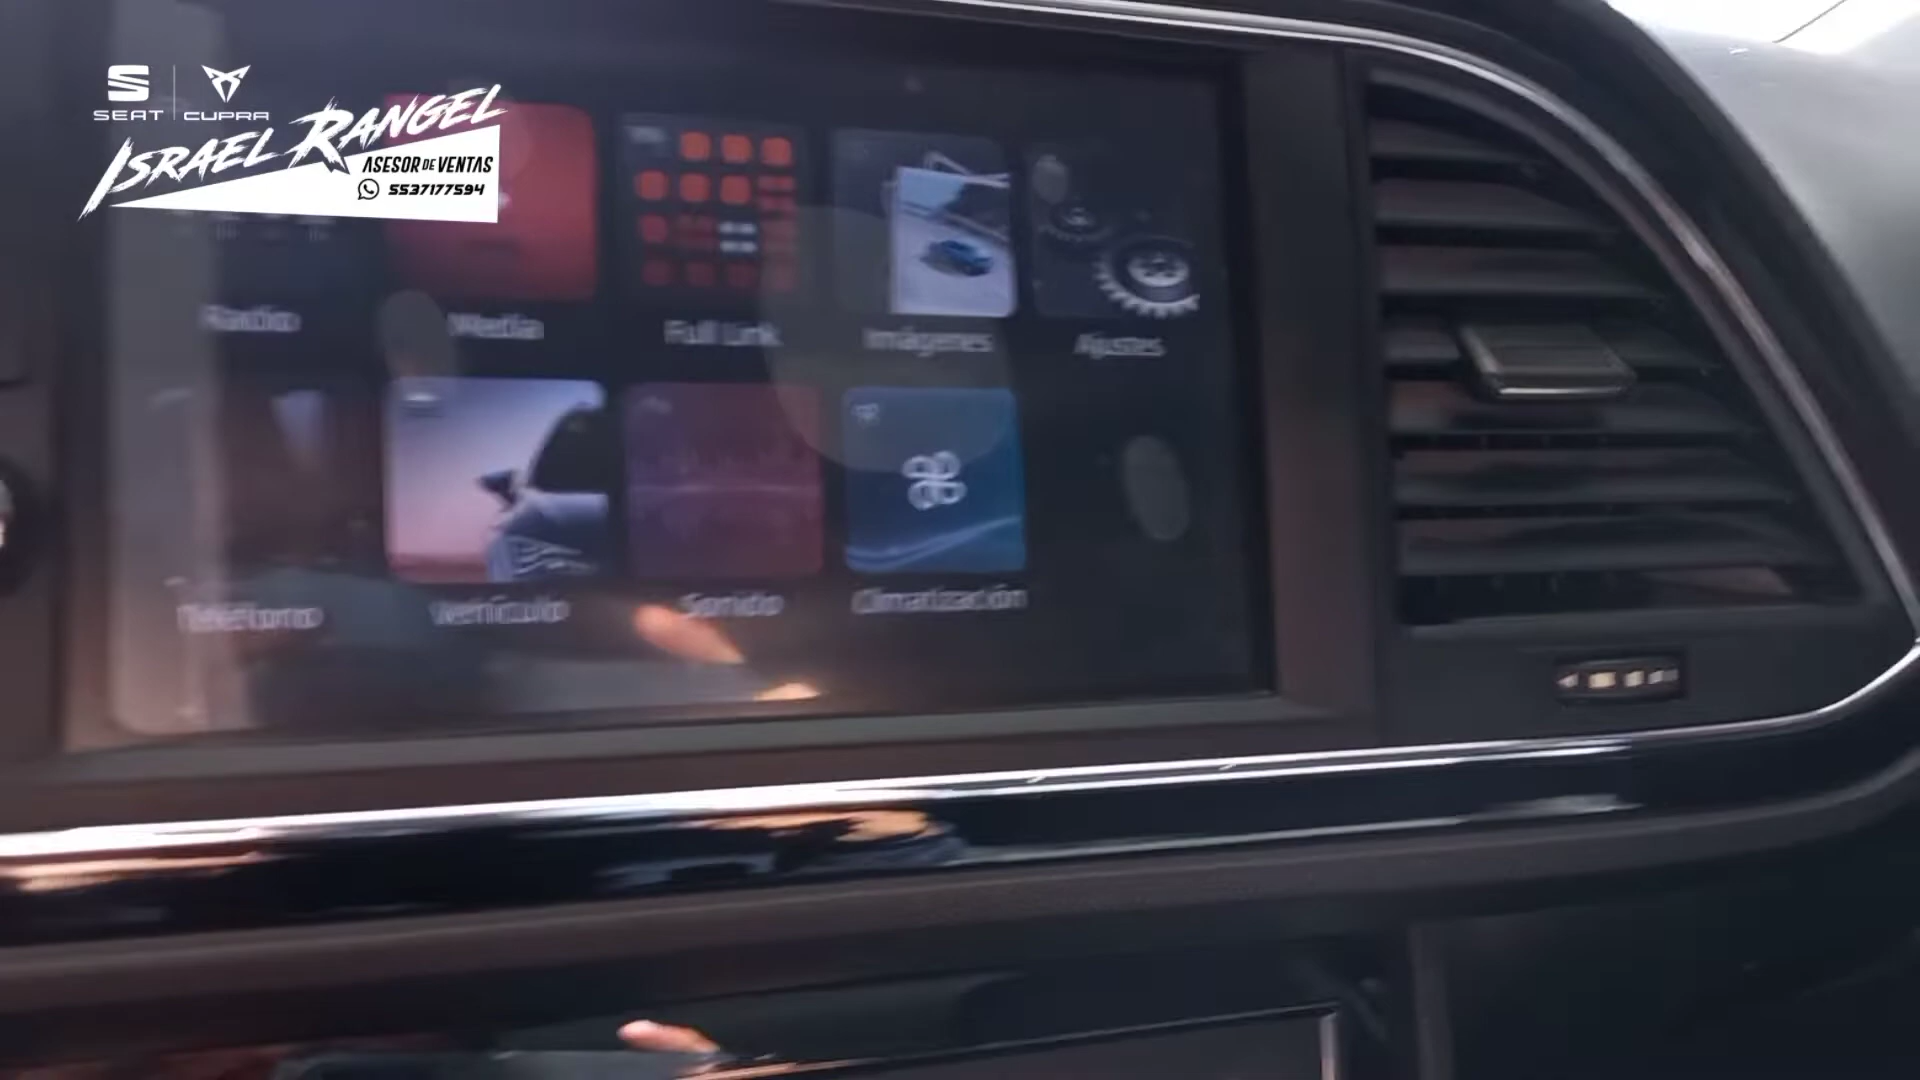 SEAT CUPRA
ISRAEL RANGEL
ASESOR DE VENTAS
5537177594
Radio Media Full Link Imágenes Ajustes
Teléfono Vehículo Sonido Climatización